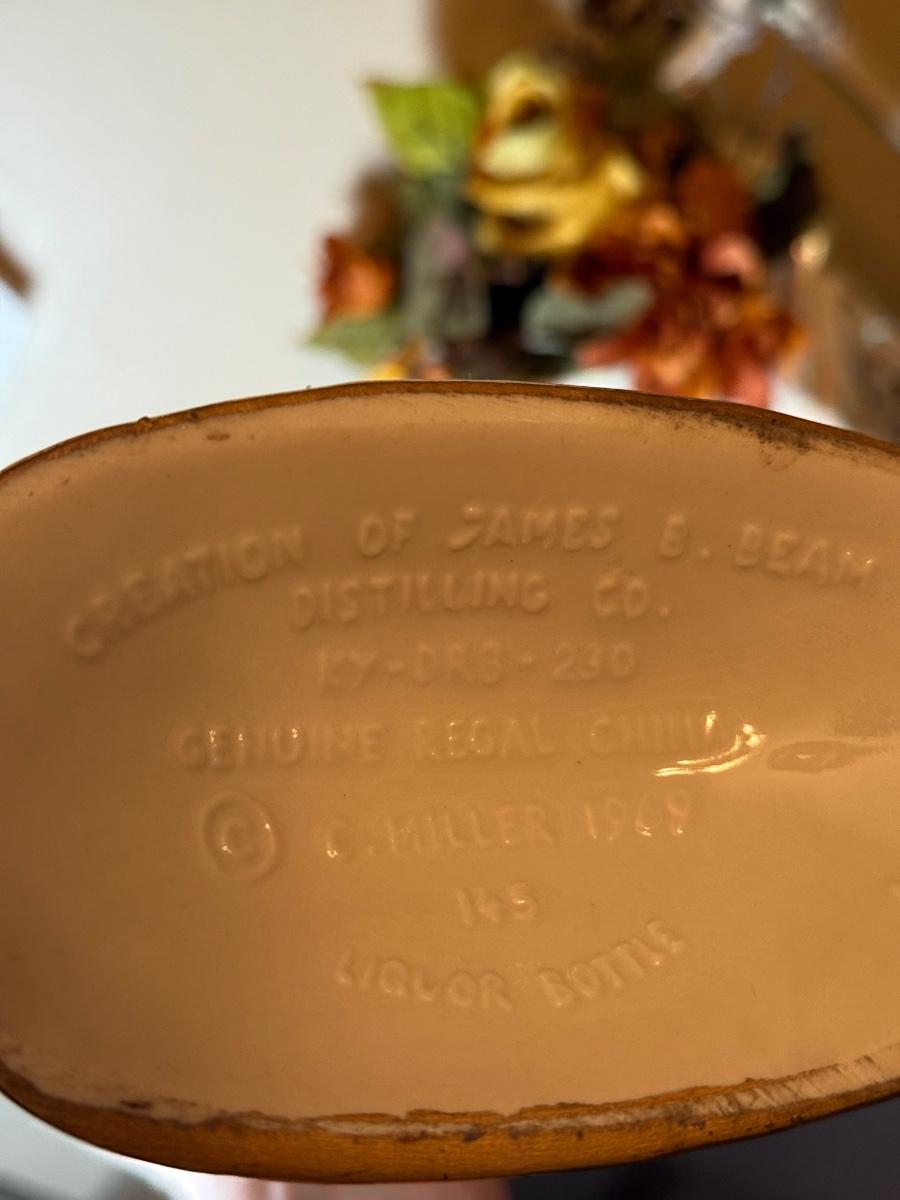 CREATION OF JAMES B. BEAM
DISTILLING CO.
KY-DRB-230
GENUINE REGAL CHINA
© C. MILLER 1969
145
LIQUOR BOTTLE